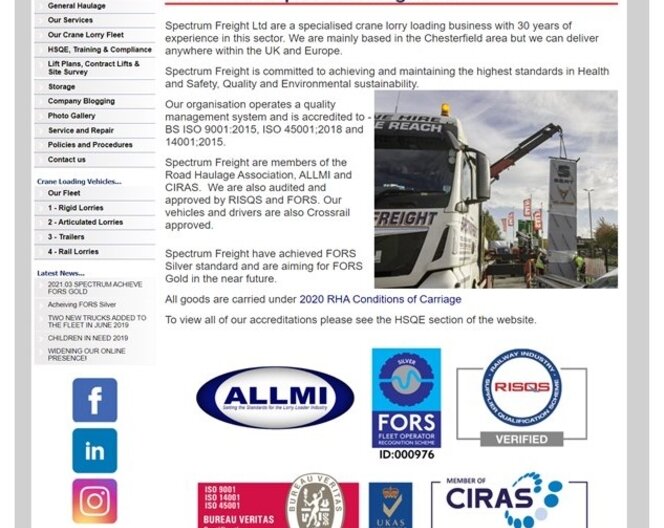 General Haulage
Our Services
Our Crane Lorry Fleet
HSQE, Training & Compliance
Lift Plans, Contract Lifts &
Site Survey
Storage
Company Blogging
Photo Gallery
Service and Repair
Policies and Procedures
Contact us
Crane Loading Vehicles...
Our Fleet
1 - Rigid Lorries
2 - Articulated Lorries
3 - Trailers
4 - Rail Lorries
Latest News...
2021 03 SPECTRUM ACHIEVE
FORS GOLD
Acheiving FORS Silver
TWO NEW TRUCKS ADDED TO
THE FLEET IN JUNE 2019
CHILDREN IN NEED 2019
WIDENING OUR ONLINE
PRESENCE!
f
in
Spectrum Freight Ltd are a specialised crane lorry loading business with 30 years of
experience in this sector. We are mainly based in the Chesterfield area but we can deliver
anywhere within the UK and Europe.
Spectrum Freight is committed to achieving and maintaining the highest standards in Health
and Safety, Quality and Environmental sustainability.
Our organisation operates a quality
management system and is accredited to -
BS ISO 9001:2015, ISO 45001;2018 and
14001;2015.
Spectrum Freight are members of the
Road Haulage Association, ALLMI and
CIRAS. We are also audited and
approved by RISQS and FORS. Our
vehicles and drivers are also Crossrail
approved.
Spectrum Freight have achieved FORS
Silver standard and are aiming for FORS
Gold in the near future.
HIRE
REACH
FREIGHT
SEAT
All goods are carried under 2020 RHA Conditions of Carriage
To view all of our accreditations please see the HSQE section of the website.
ALLMI
Setting the Standards for the Lorry Loader Industry
SILVER
FORS
FLEET OPERATOR
RECOGNITION SCHEME
ID:000976
RAILWAY INDUSTRY
RISQS
SUPPLIER QUALIFICATION SCHEME
VERIFIED
ISO 9001
ISO 14001
ISO 45001
BUREAU VERITAS
BUREAU VERITAS
UKAS
MEMBER OF
CIRAS